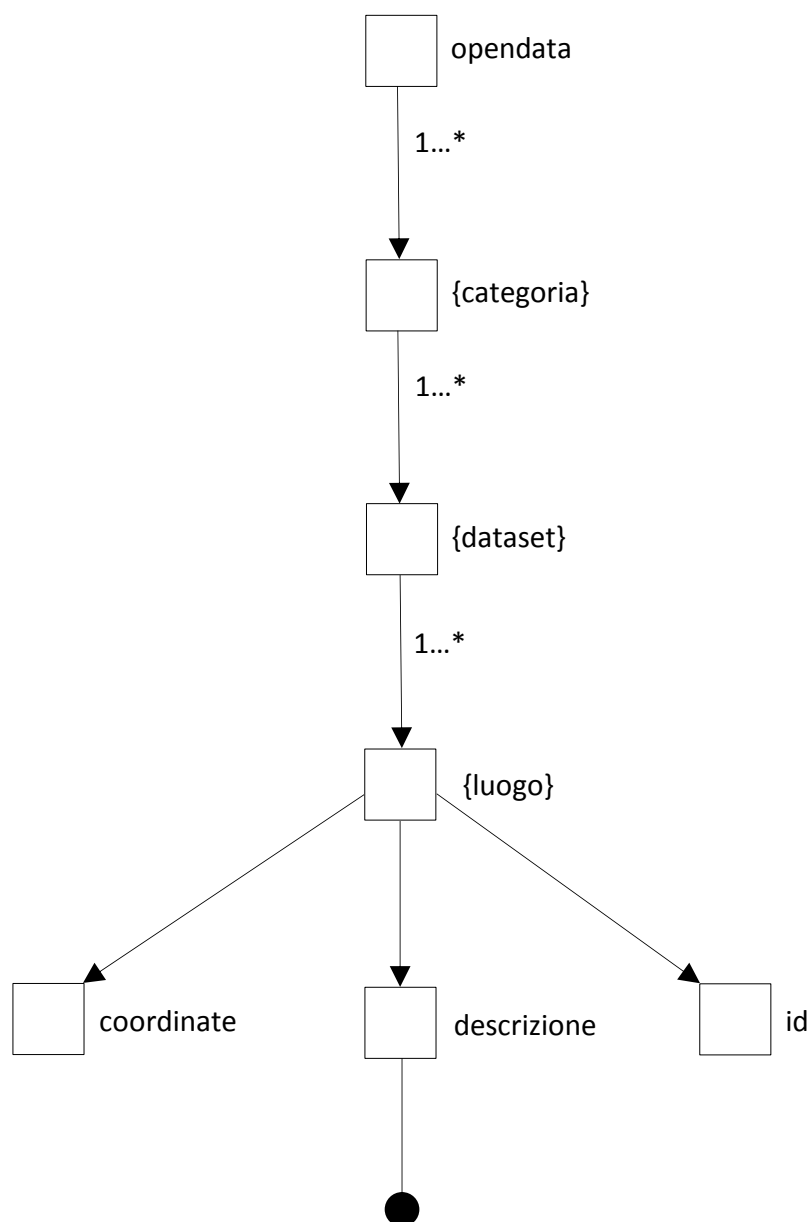 opendata
1...*
{categoria}
1...*
{dataset}
1...*
{luogo}
coordinate
descrizione
id